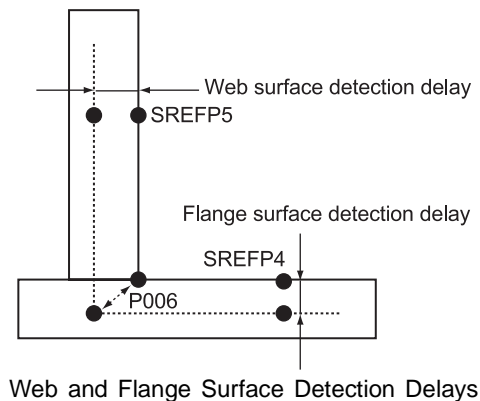 Web surface detection delay
SREFP5
Flange surface detection delay
SREFP4
P006
Web and Flange Surface Detection Delays